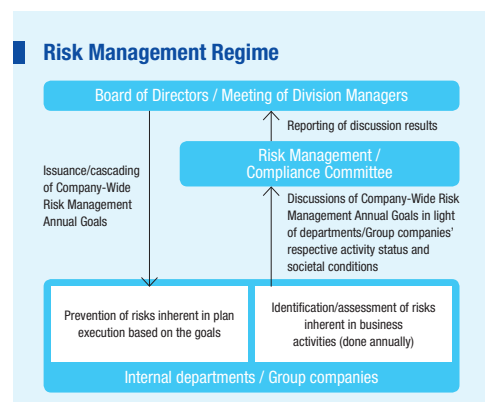 Risk Management Regime
Board of Directors / Meeting of Division Managers
Reporting of discussion results
Issuance/cascading
of Company-Wide
Risk Management
Annual Goals
Risk Management /
Compliance Committee
Discussions of Company-Wide Risk
Management Annual Goals in light
of departments/Group companies'
respective activity status and
societal conditions
Prevention of risks inherent in plan
execution based on the goals
Identification/assessment of risks
inherent in business
activities (done annually)
Internal departments / Group companies